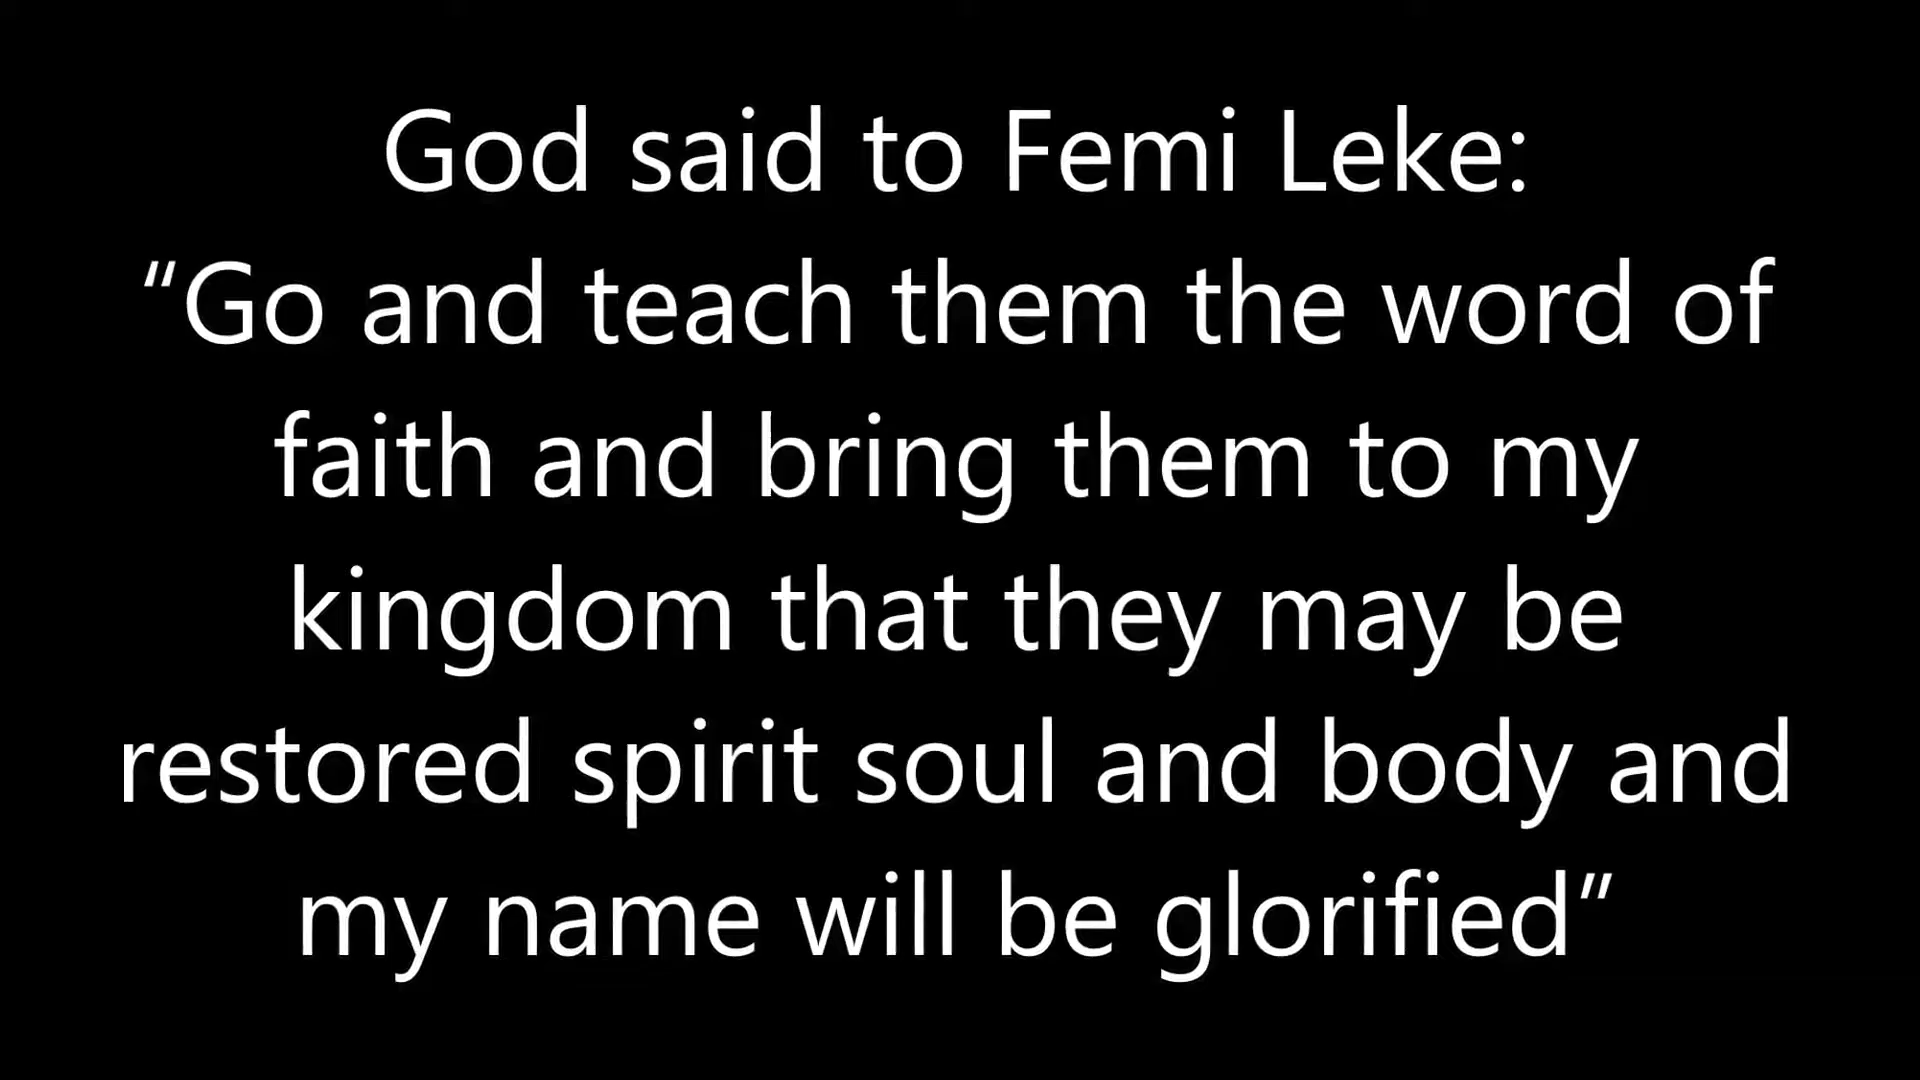 God said to Femi Leke:
“Go and teach them the word of
faith and bring them to my
kingdom that they may be
restored spirit soul and body and
my name will be glorified”